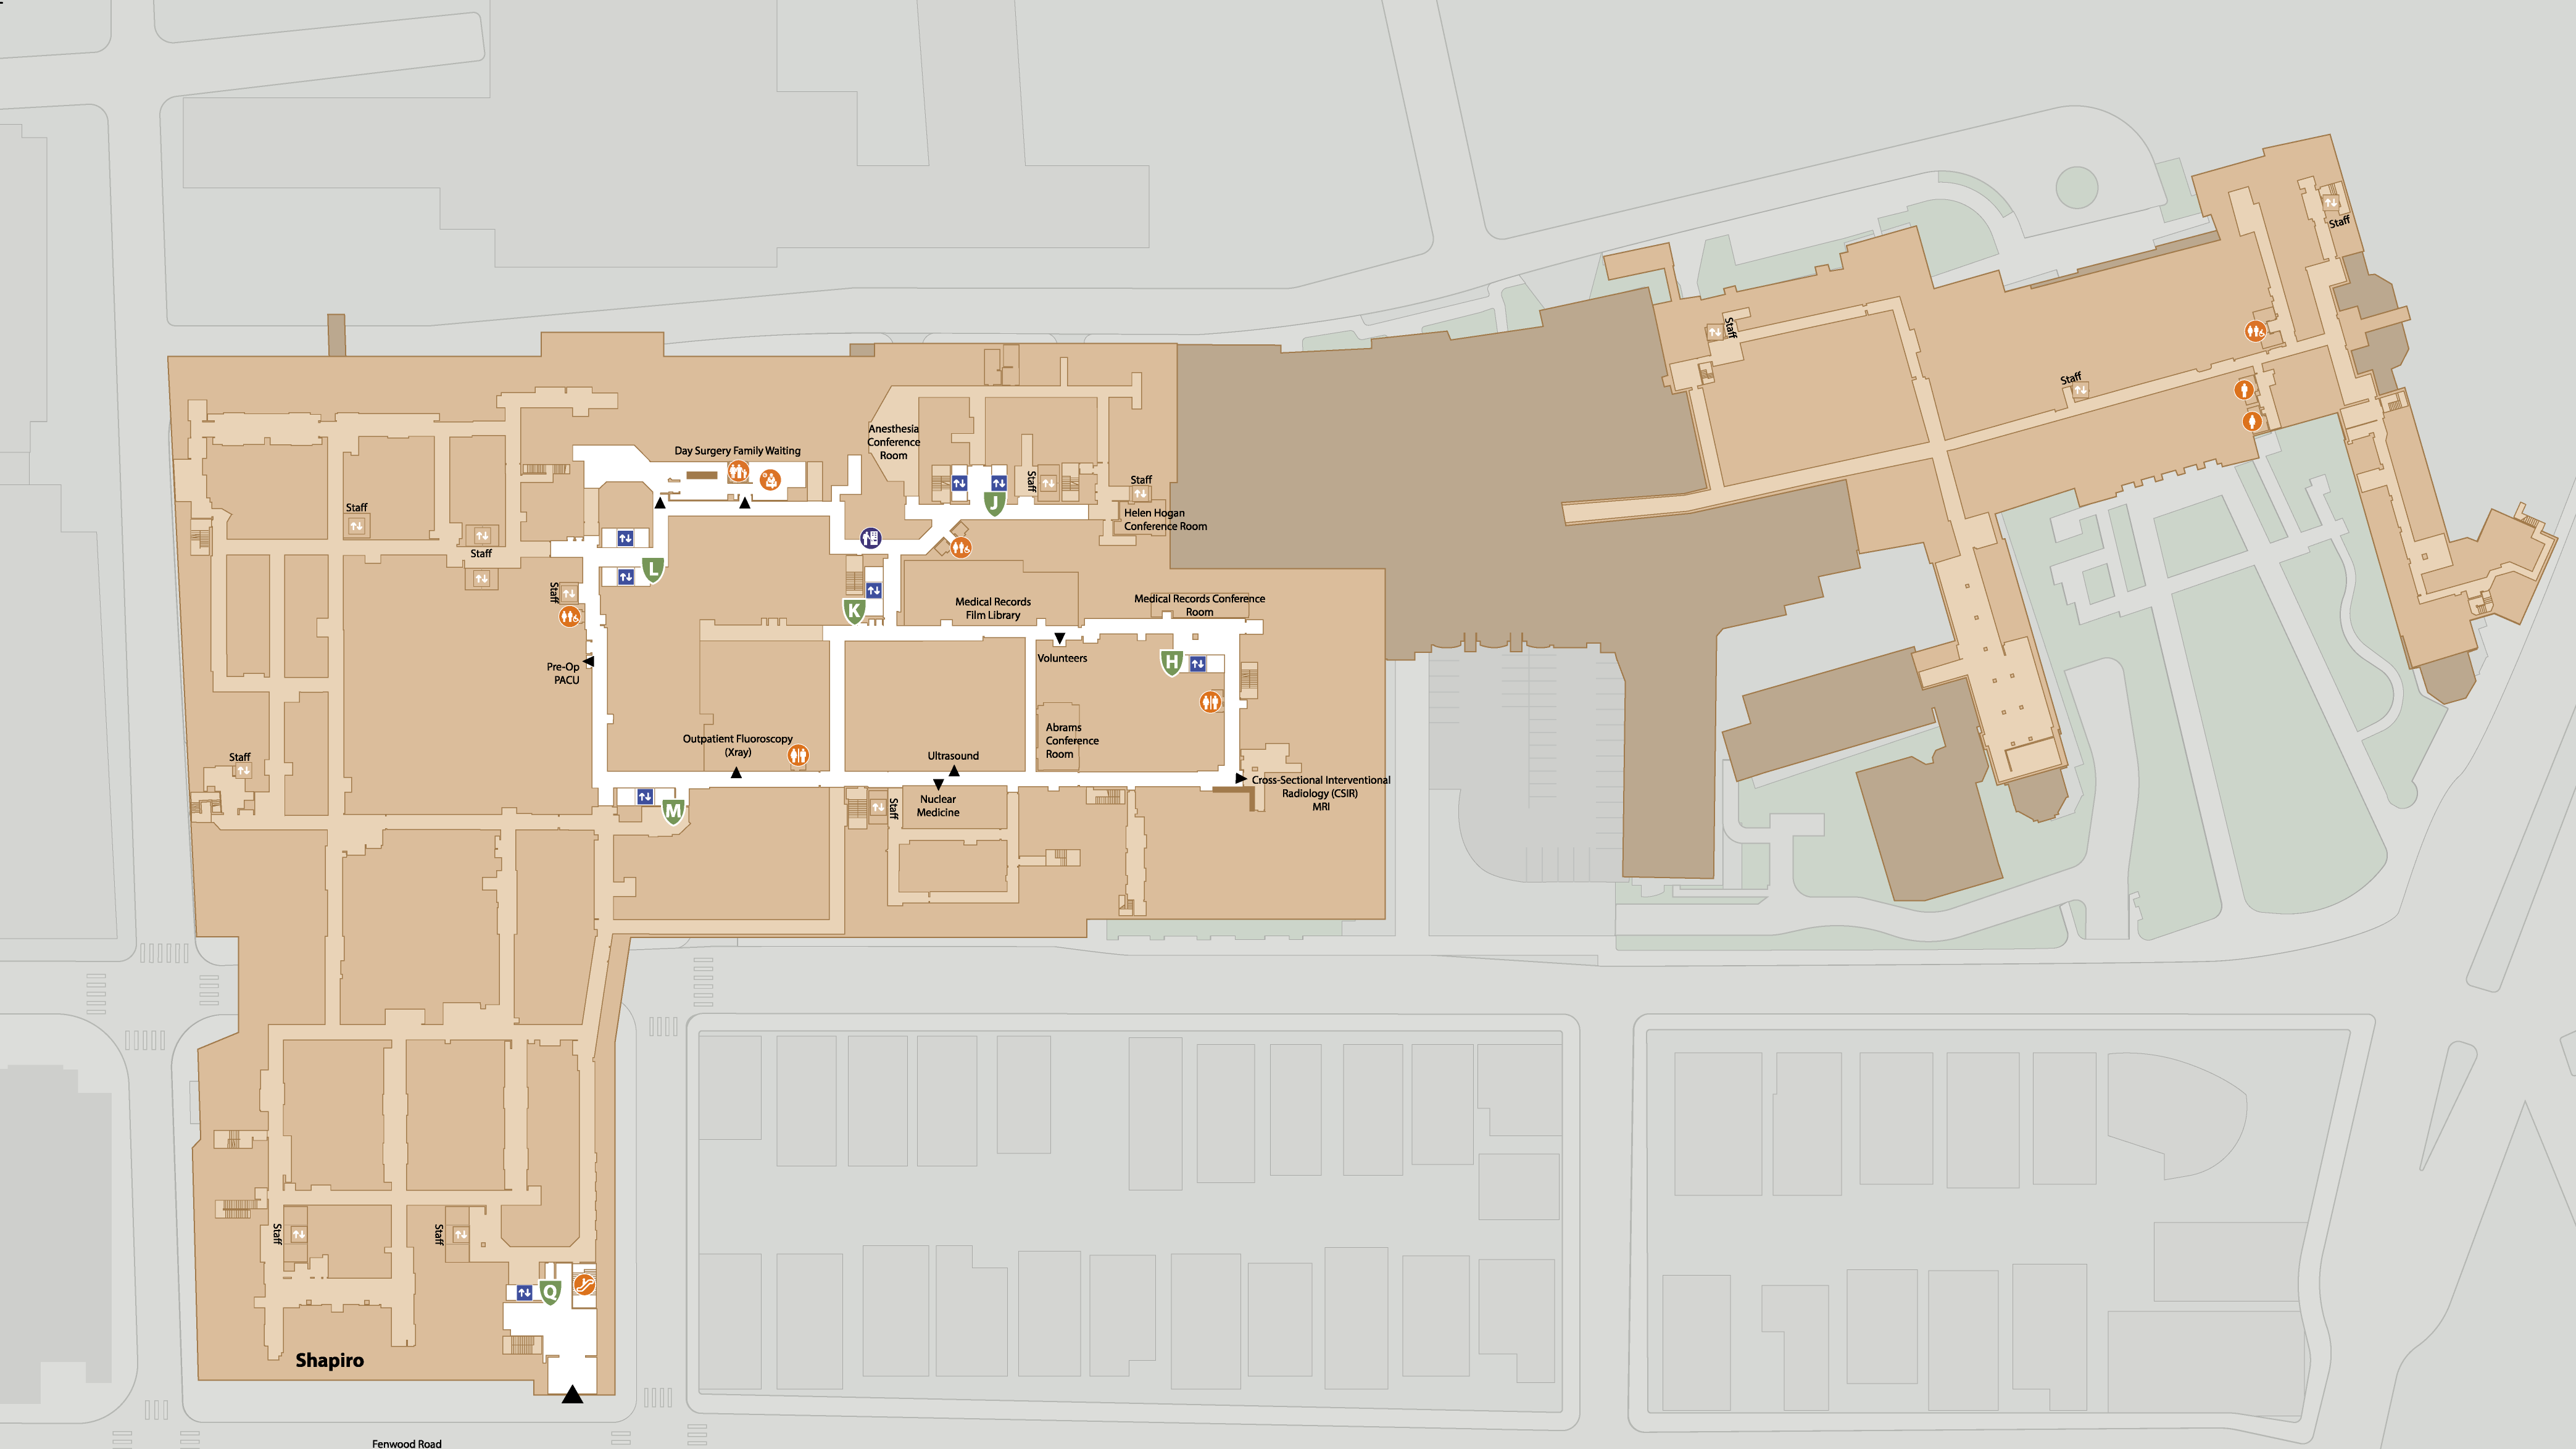 Staff
Staff
Staff
Anesthesia
Conference
Room
Day Surgery Family Waiting
Staff
Staff
Staff
J
Helen Hogan
Conference Room
Staff
Staff
L
Staff
K
Medical Records
Film Library
Medical Records Conference
Room
Volunteers
H
Pre-Op
PACU
Abrams
Conference
Room
Outpatient Fluoroscopy
(Xray)
Ultrasound
Staff
Cross-Sectional Interventional
Radiology (CSIR)
MRI
M
Staff
Nuclear
Medicine
Staff
Staff
Q
Shapiro
Fenwood Road